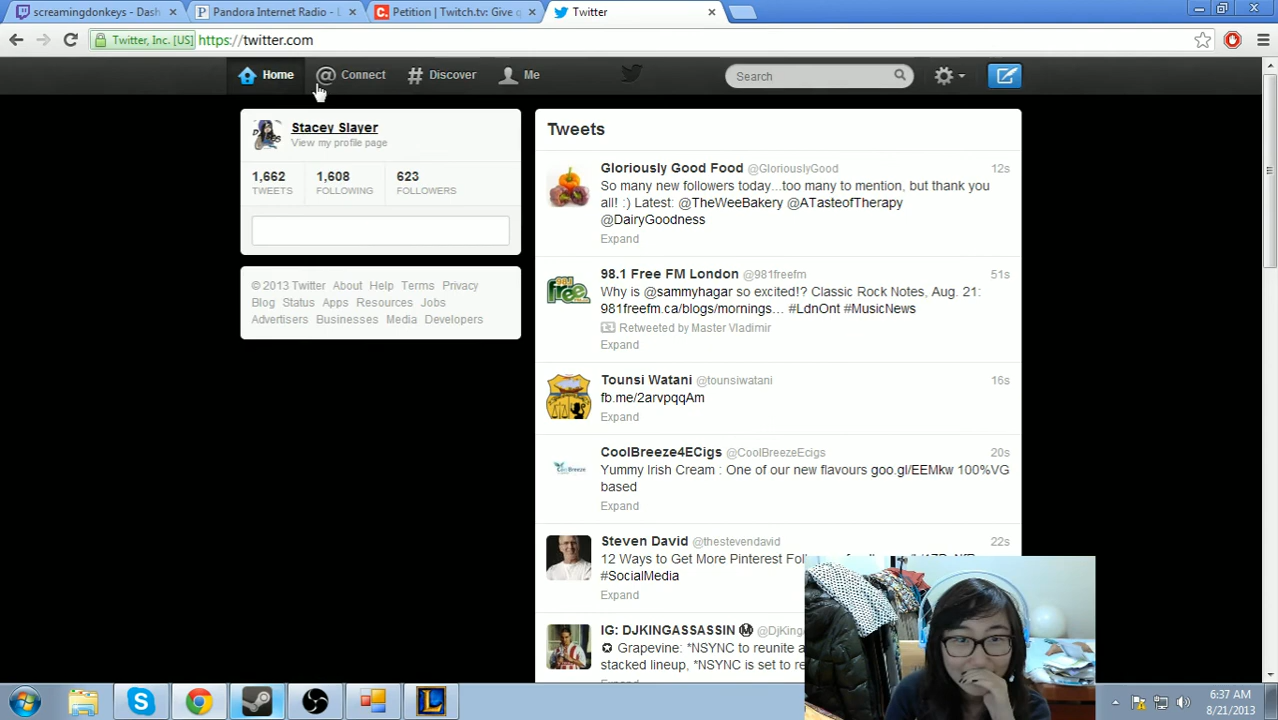 screamingdonkeys - Dash
Pandora Internet Radio - L
Petition | Twitch.tv: Give
Twitter
Twitter, Inc. [US]
https://twitter.com
Home
Connect
Discover
Me
Search
Stacey Slayer
View my profile page
1,662
TWEETS
1,608
FOLLOWING
623
FOLLOWERS
© 2013 Twitter About Help Terms Privacy
Blog Status Apps Resources Jobs
Advertisers Businesses Media Developers
Tweets
Gloriously Good Food @GloriouslyGood 12s
So many new followers today...too many to mention, but thank you
all! :) Latest: @TheWeeBakery @ATasteofTherapy
@DairyGoodness
Expand
98.1 Free FM London @981freefm 51s
Why is @sammyhagar so excited!? Classic Rock Notes, Aug. 21:
981freefm.ca/blogs/mornings... #LdnOnt #MusicNews
Retweeted by Master Vladimir
Expand
Tounsi Watani @tounsiwatani 16s
fb.me/2arvpqqAm
Expand
CoolBreeze4ECigs @CoolBreezeEcigs 20s
Yummy Irish Cream : One of our new flavours goo.gl/EEMkw 100%VG
based
Expand
Steven David @thestevendavid 22s
12 Ways to Get More Pinterest
#SocialMedia
Expand
IG: DJKINGASSASSIN Ⓜ @DjKing
✪ Grapevine: *NSYNC to reunite a
stacked lineup, *NSYNC is set to re
6:37 AM
8/21/2013